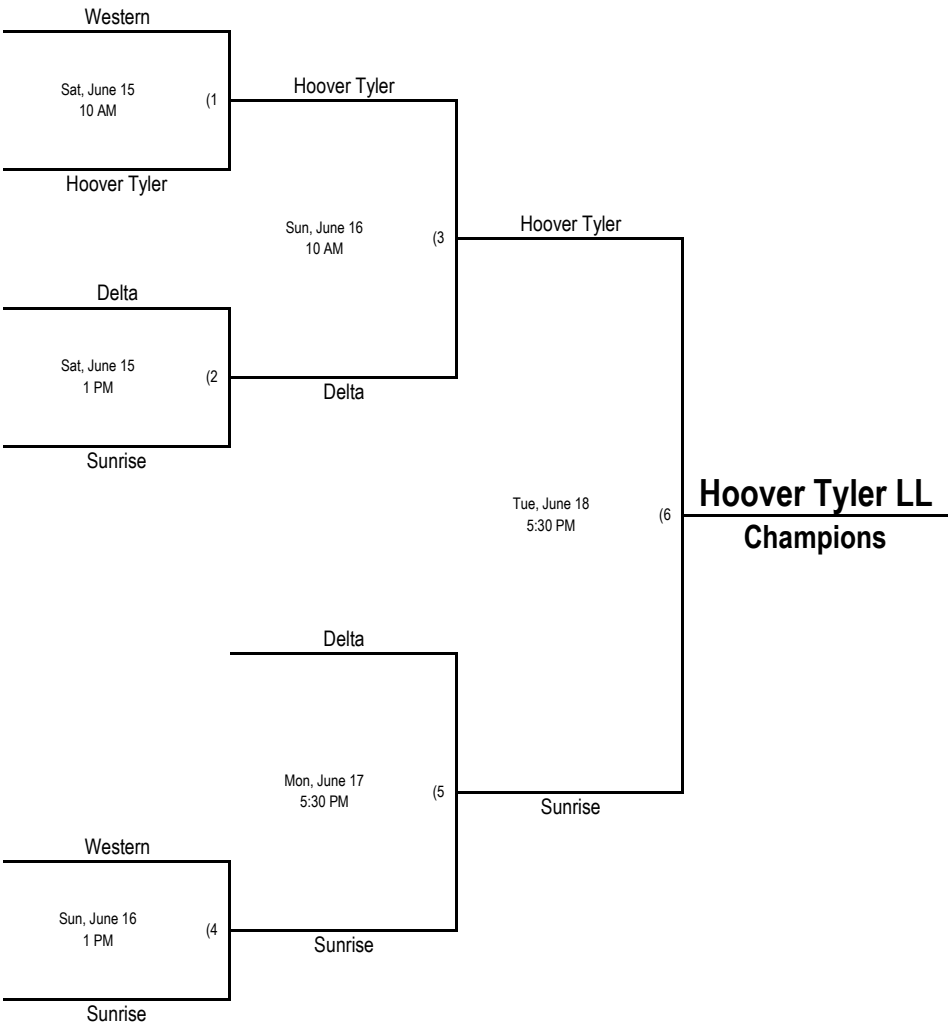 Western
Sat, June 15
10 AM
(1
Hoover Tyler
Hoover Tyler
Sun, June 16
10 AM
(3
Hoover Tyler
Delta
Sat, June 15
1 PM
(2
Delta
Sunrise
Tue, June 18
5:30 PM
(6
Hoover Tyler LL
Champions
Delta
Mon, June 17
5:30 PM
(5
Sunrise
Western
Sun, June 16
1 PM
(4
Sunrise
Sunrise